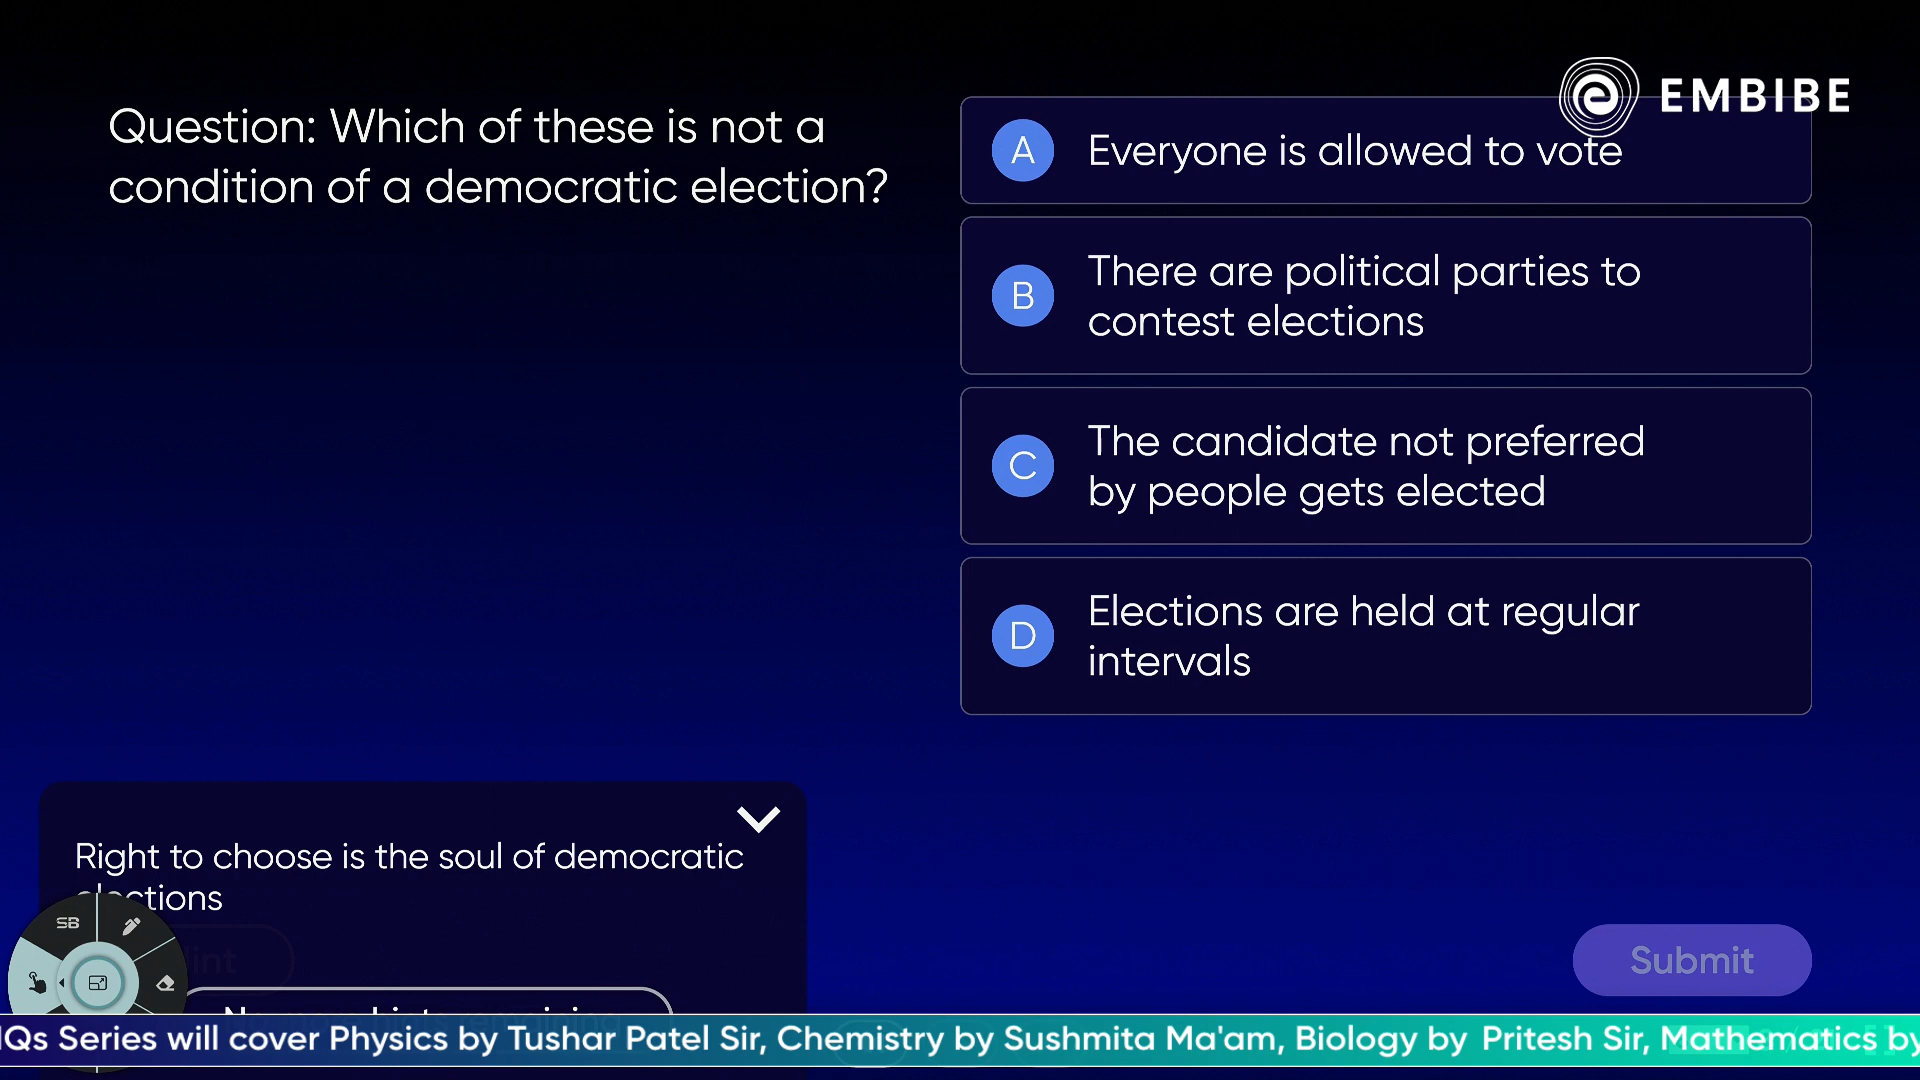 EMBIBE
Question: Which of these is not a
condition of a democratic election?
A
Everyone is allowed to vote
B
There are political parties to
contest elections
C
The candidate not preferred
by people gets elected
D
Elections are held at regular
intervals
Right to choose is the soul of democratic
elections
SB
Submit
Qs Series will cover Physics by Tushar Patel Sir, Chemistry by Sushmita Ma'am, Biology by Pritesh Sir, Mathematics by